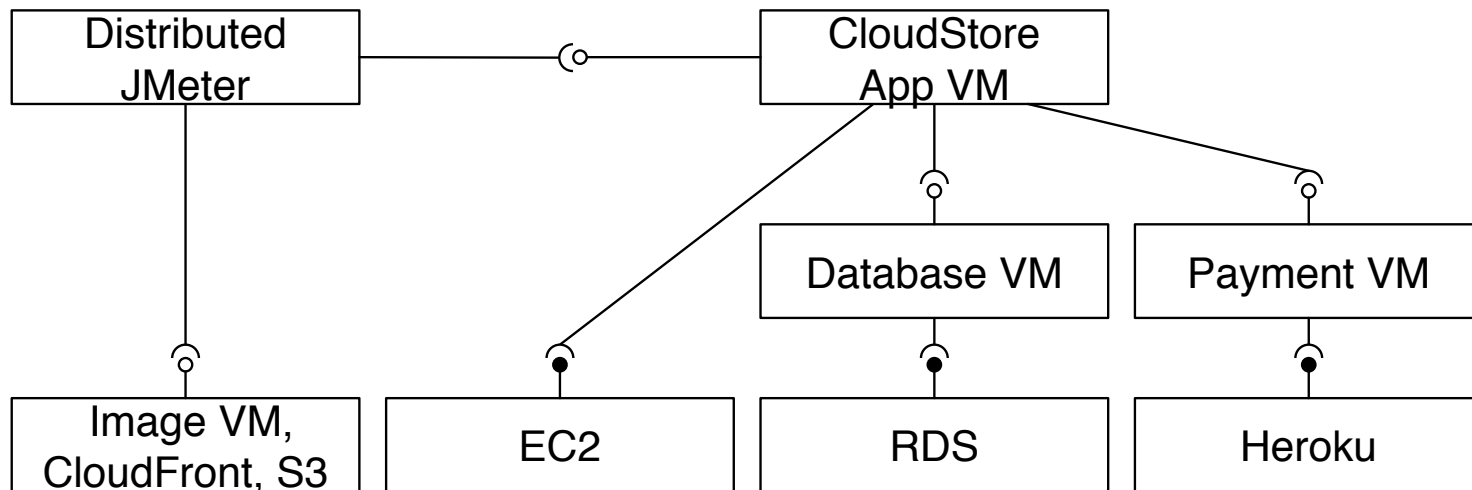 Distributed
JMeter
CloudStore
App VM
Database VM
Payment VM
Image VM,
CloudFront, S3
EC2
RDS
Heroku